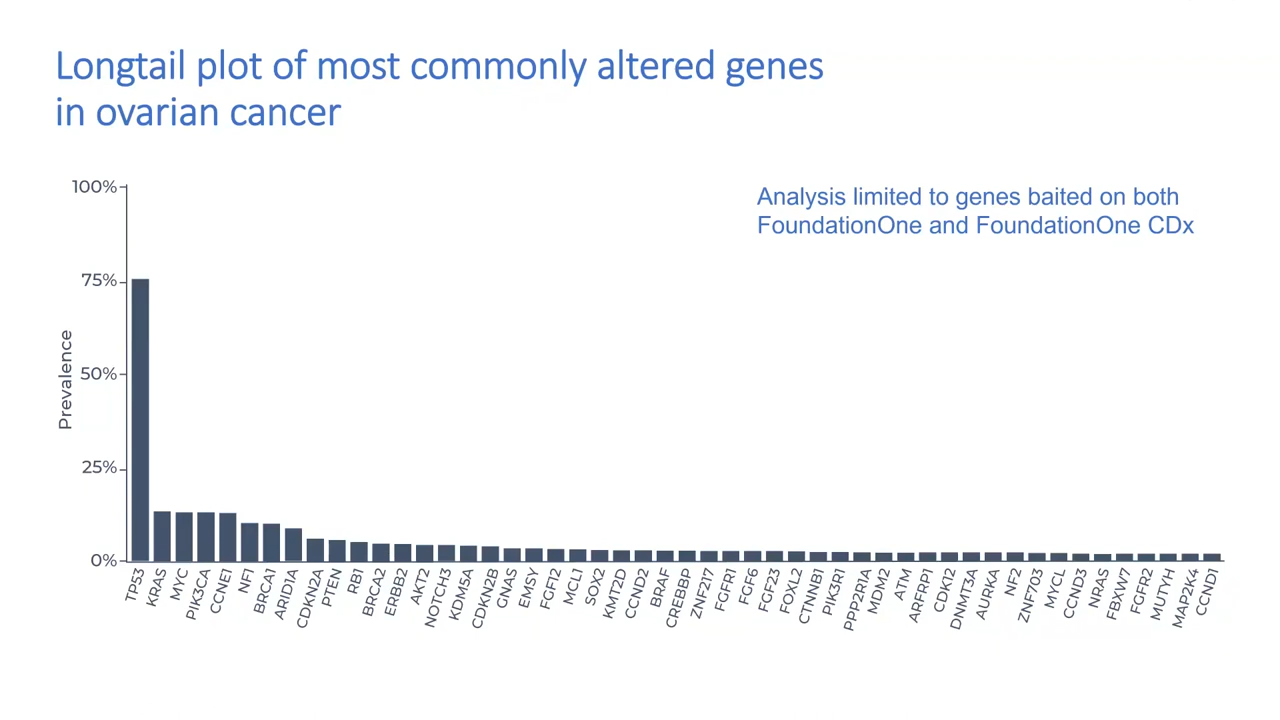 Longtail plot of most commonly altered genes
in ovarian cancer
Analysis limited to genes baited on both
FoundationOne and FoundationOne CDx
Prevalence
100%
75%
50%
25%
0%
TP53
KRAS
MYC
PIK3CA
CCNE1
NF1
BRCA1
ARID1A
CDKN2A
PTEN
RB1
BRCA2
ERBB2
AKT2
NOTCH3
KDM5A
CDKN2B
GNAS
EMSY
FGF12
MCL1
SOX2
KMT2D
CCND2
BRAF
CREBBP
ZNF217
FGFR1
FGF6
FGF23
FOXL2
CTNNB1
PIK3R1
PPP2R1A
MDM2
ATM
ARFRP1
CDK12
DNMT3A
AURKA
NF2
ZNF703
MYCL
CCND3
NRAS
FBXW7
FGFR2
MUTYH
MAP2K4
CCND1